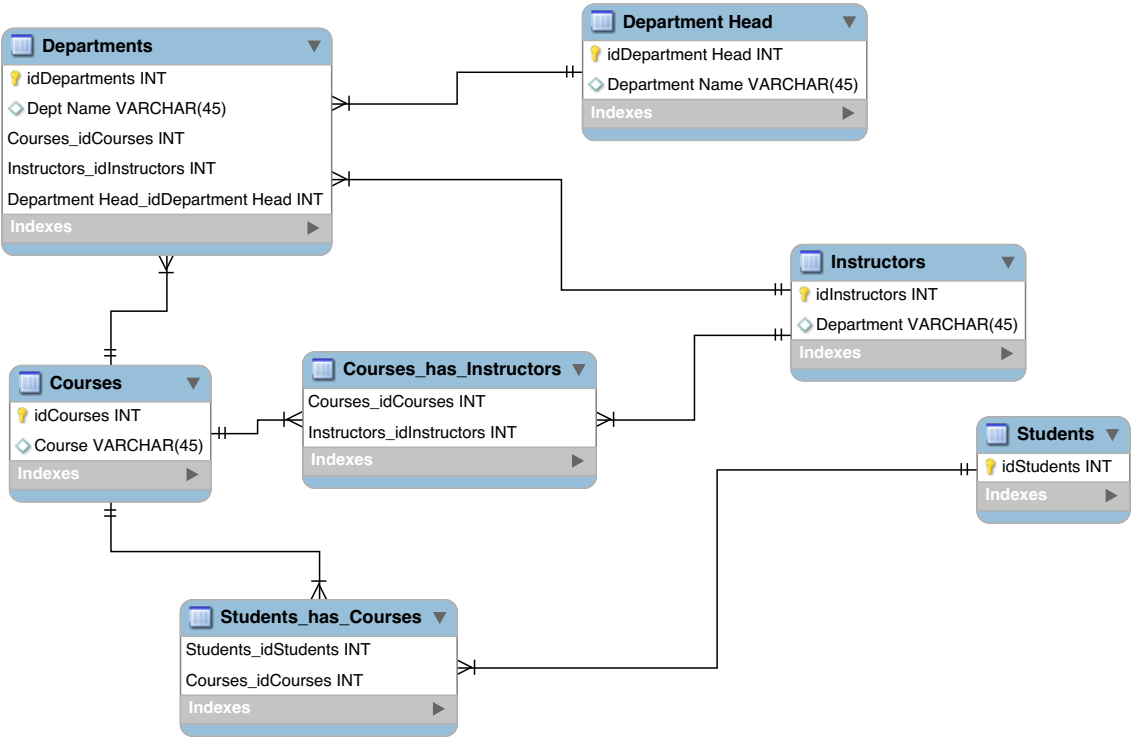 Departments
idDepartments INT
Dept Name VARCHAR(45)
Courses_idCourses INT
Instructors_idInstructors INT
Department Head_idDepartment Head INT
Indexes
Department Head
idDepartment Head INT
Department Name VARCHAR(45)
Indexes
Instructors
idInstructors INT
Department VARCHAR(45)
Indexes
Courses
idCourses INT
Course VARCHAR(45)
Indexes
Courses_has_Instructors
Courses_idCourses INT
Instructors_idInstructors INT
Indexes
Students
idStudents INT
Indexes
Students_has_Courses
Students_idStudents INT
Courses_idCourses INT
Indexes